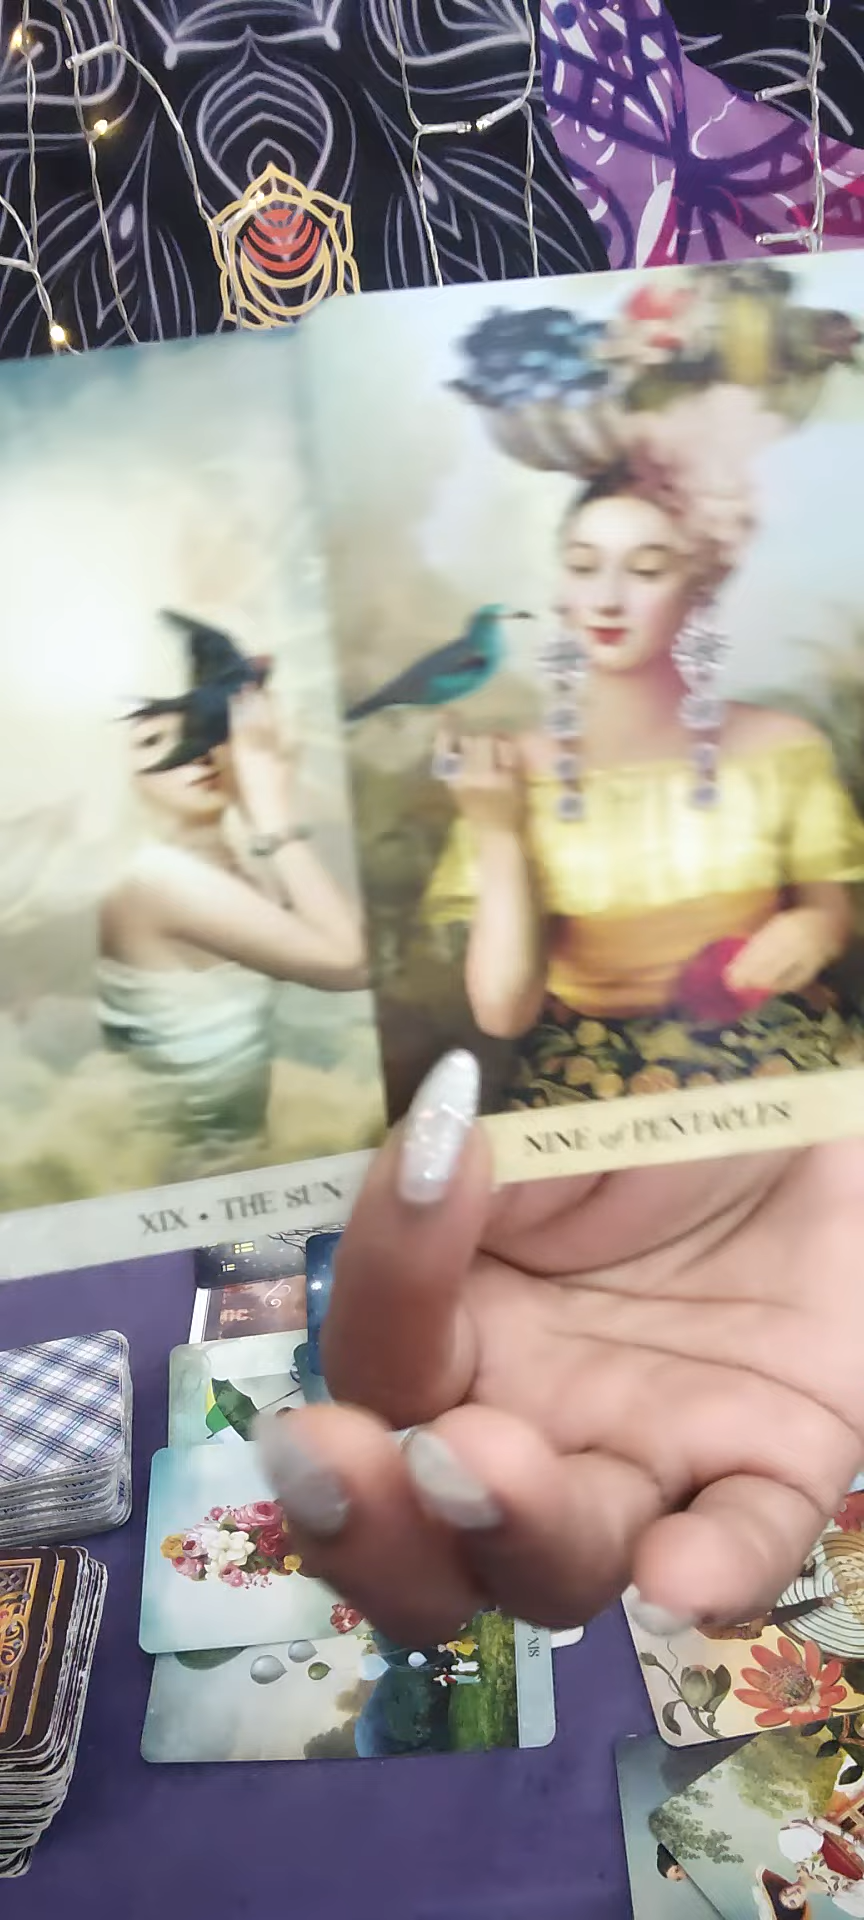 XIX • THE SUN
NINE of PENTACLES